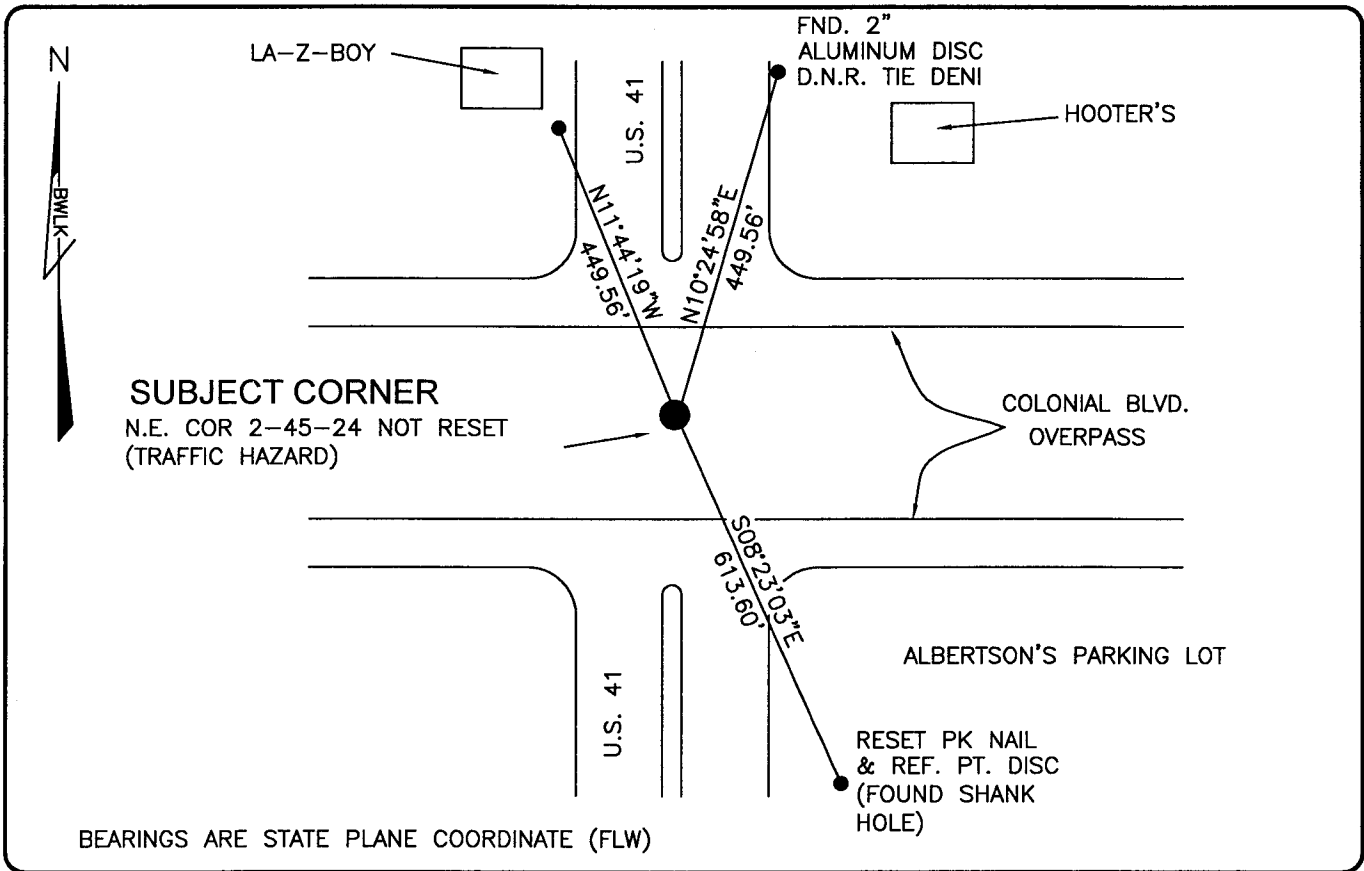 N
BWLK
LA-Z-BOY
U.S. 41
FND. 2"
ALUMINUM DISC
D.N.R. TIE DENI
HOOTER'S
N11°44'19"W
449.56'
N10°24'58"E
449.56'
SUBJECT CORNER
N.E. COR 2-45-24 NOT RESET
(TRAFFIC HAZARD)
COLONIAL BLVD.
OVERPASS
S08°23'03"E
613.60'
ALBERTSON'S PARKING LOT
U.S. 41
RESET PK NAIL
& REF. PT. DISC
(FOUND SHANK
HOLE)
BEARINGS ARE STATE PLANE COORDINATE (FLW)